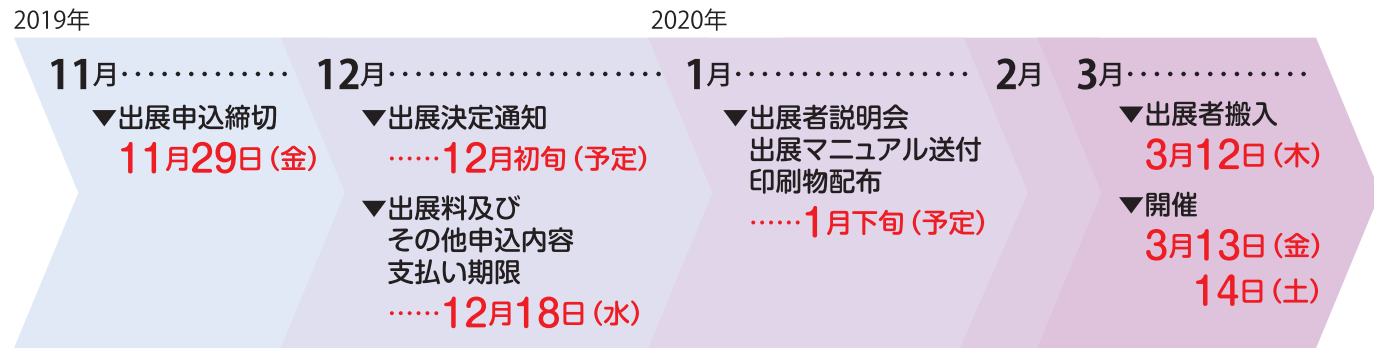 2019年
11月
▼出展申込締切
11月29日（金）
12月
▼出展決定通知
……12月初旬（予定）
▼出展料及び
その他申込内容
支払い期限
……12月18日（水）
2020年
1月
▼出展者説明会
出展マニュアル送付
印刷物配布
……1月下旬（予定）
2月
3月
▼出展者搬入
3月12日（木）
▼開催
3月13日（金）
14日（土）